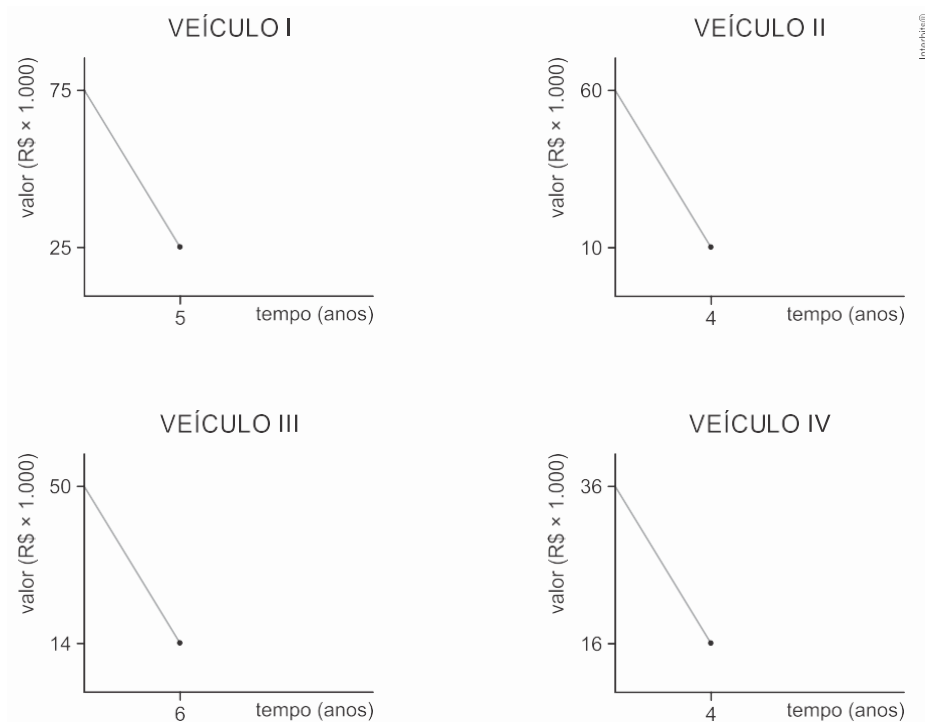 VEÍCULO I
valor (R$ × 1.000)
75
25
5
tempo (anos)
VEÍCULO II
valor (R$ × 1.000)
60
10
4
tempo (anos)
Interbits®
VEÍCULO III
valor (R$ × 1.000)
50
14
6
tempo (anos)
VEÍCULO IV
valor (R$ × 1.000)
36
16
4
tempo (anos)